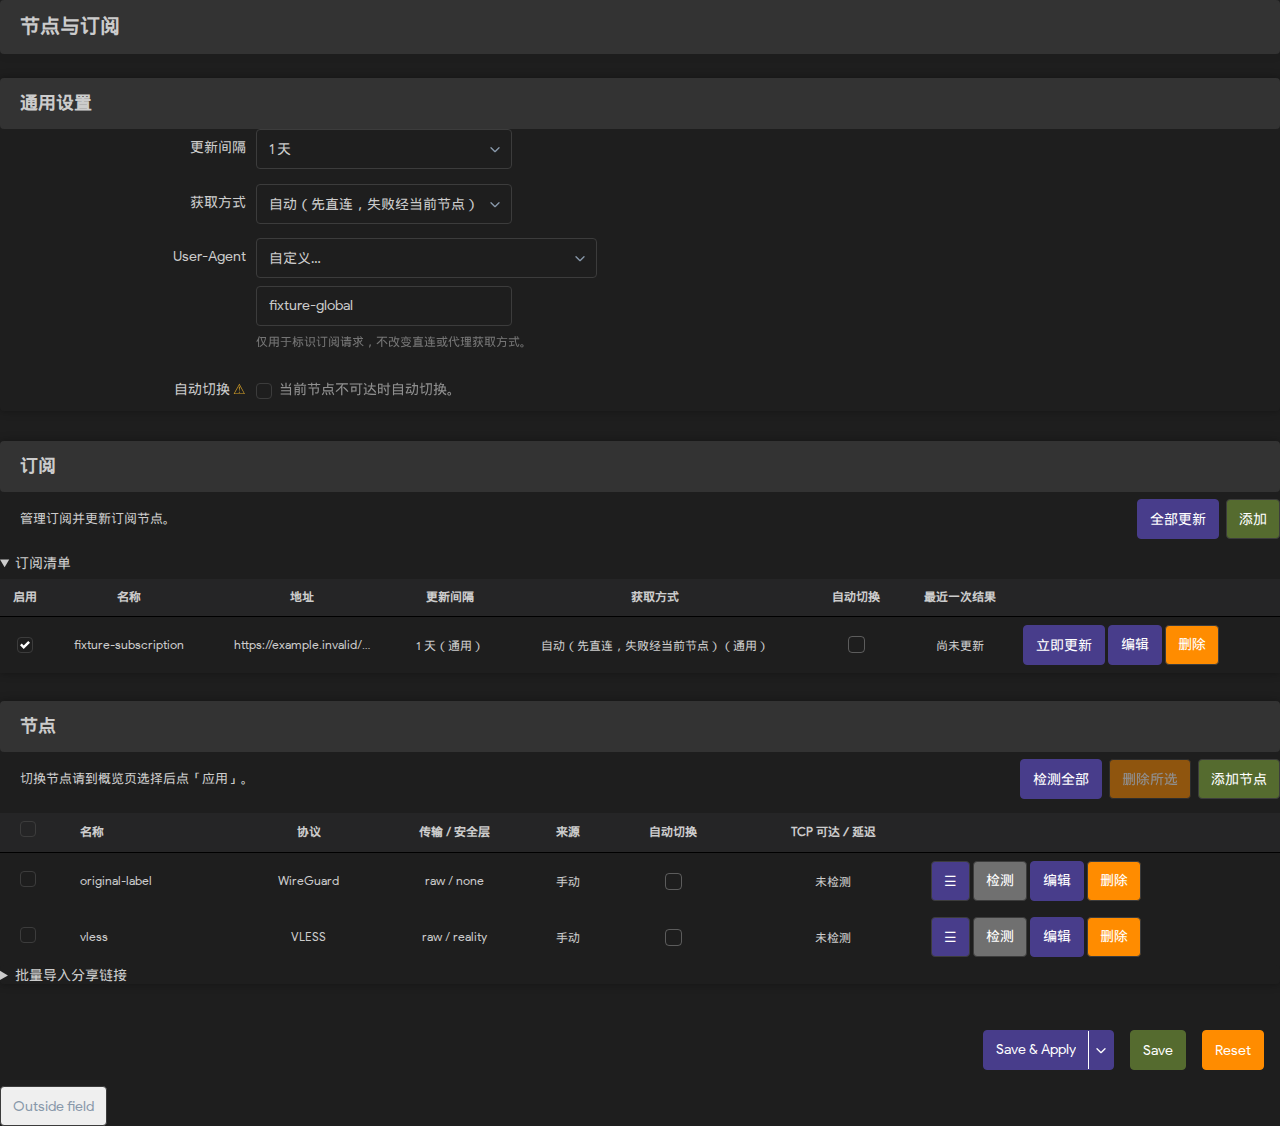 节点与订阅
通用设置
更新间隔 1 天
获取方式 自动（先直连，失败经当前节点）
User-Agent 自定义...
fixture-global
仅用于标识订阅请求，不改变直连或代理获取方式。
自动切换 ⚠ 当前节点不可达时自动切换。
订阅
管理订阅并更新订阅节点。 全部更新 添加
▼ 订阅清单
启用 名称 地址 更新间隔 获取方式 自动切换 最近一次结果
fixture-subscription https://example.invalid/... 1 天（通用） 自动（先直连，失败经当前节点）（通用） 尚未更新 立即更新 编辑 删除
节点
切换节点请到概览页选择后点「应用」。 检测全部 删除所选 添加节点
名称 协议 传输 / 安全层 来源 自动切换 TCP 可达 / 延迟
original-label WireGuard raw / none 手动 未检测 ☰ 检测 编辑 删除
vless VLESS raw / reality 手动 未检测 ☰ 检测 编辑 删除
▶ 批量导入分享链接
Save & Apply Save Reset
Outside field